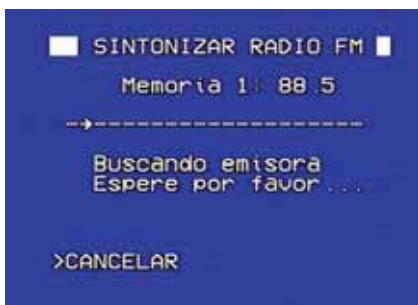 SINTONIZAR RADIO FM
Memoria 1: 88.5
Buscando emisora
Espere por favor...
>CANCELAR